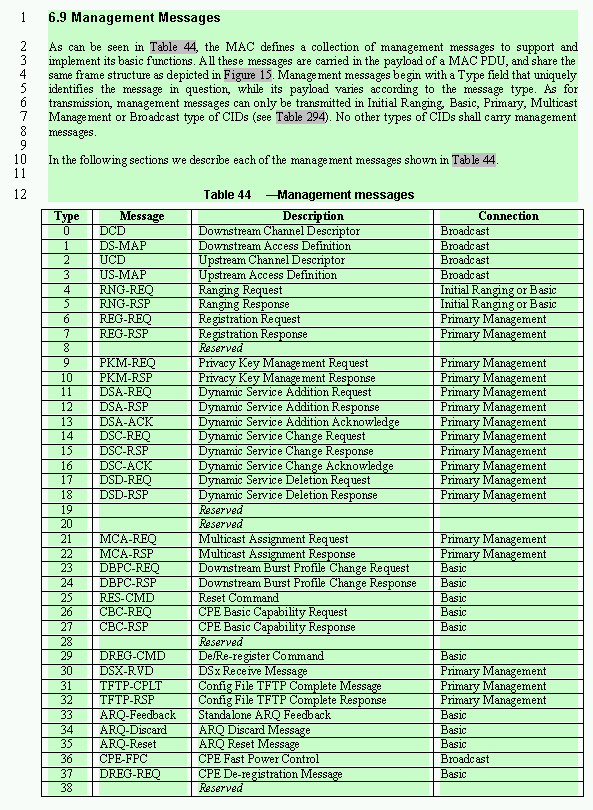 1 6.9 Management Messages
2 As can be seen in Table 44, the MAC defines a collection of management messages to support and
3 implement its basic functions. All these messages are carried in the payload of a MAC PDU, and share the
4 same frame structure as depicted in Figure 15. Management messages begin with a Type field that uniquely
5 identifies the message in question, while its payload varies according to the message type. As for
6 transmission, management messages can only be transmitted in Initial Ranging, Basic, Primary, Multicast
7 Management or Broadcast type of CIDs (see Table 294). No other types of CIDs shall carry management
8 messages.
9
10 In the following sections we describe each of the management messages shown in Table 44.
11
12 Table 44 —Management messages
Type Message Description Connection
0 DCD Downstream Channel Descriptor Broadcast
1 DS-MAP Downstream Access Definition Broadcast
2 UCD Upstream Channel Descriptor Broadcast
3 US-MAP Upstream Access Definition Broadcast
4 RNG-REQ Ranging Request Initial Ranging or Basic
5 RNG-RSP Ranging Response Initial Ranging or Basic
6 REG-REQ Registration Request Primary Management
7 REG-RSP Registration Response Primary Management
8 Reserved
9 PKM-REQ Privacy Key Management Request Primary Management
10 PKM-RSP Privacy Key Management Response Primary Management
11 DSA-REQ Dynamic Service Addition Request Primary Management
12 DSA-RSP Dynamic Service Addition Response Primary Management
13 DSA-ACK Dynamic Service Addition Acknowledge Primary Management
14 DSC-REQ Dynamic Service Change Request Primary Management
15 DSC-RSP Dynamic Service Change Response Primary Management
16 DSC-ACK Dynamic Service Change Acknowledge Primary Management
17 DSD-REQ Dynamic Service Deletion Request Primary Management
18 DSD-RSP Dynamic Service Deletion Response Primary Management
19 Reserved
20 Reserved
21 MCA-REQ Multicast Assignment Request Primary Management
22 MCA-RSP Multicast Assignment Response Primary Management
23 DBPC-REQ Downstream Burst Profile Change Request Basic
24 DBPC-RSP Downstream Burst Profile Change Response Basic
25 RES-CMD Reset Command Basic
26 CBC-REQ CPE Basic Capability Request Basic
27 CBC-RSP CPE Basic Capability Response Basic
28 Reserved
29 DREG-CMD De/Re-register Command Basic
30 DSX-RVD DSx Receive Message Primary Management
31 TFTP-CPLT Config File TFTP Complete Message Primary Management
32 TFTP-RSP Config File TFTP Complete Response Primary Management
33 ARQ-Feedback Standalone ARQ Feedback Basic
34 ARQ-Discard ARQ Discard Message Basic
35 ARQ-Reset ARQ Reset Message Basic
36 CPE-FPC CPE Fast Power Control Broadcast
37 DREG-REQ CPE De-registration Message Basic
38 Reserved